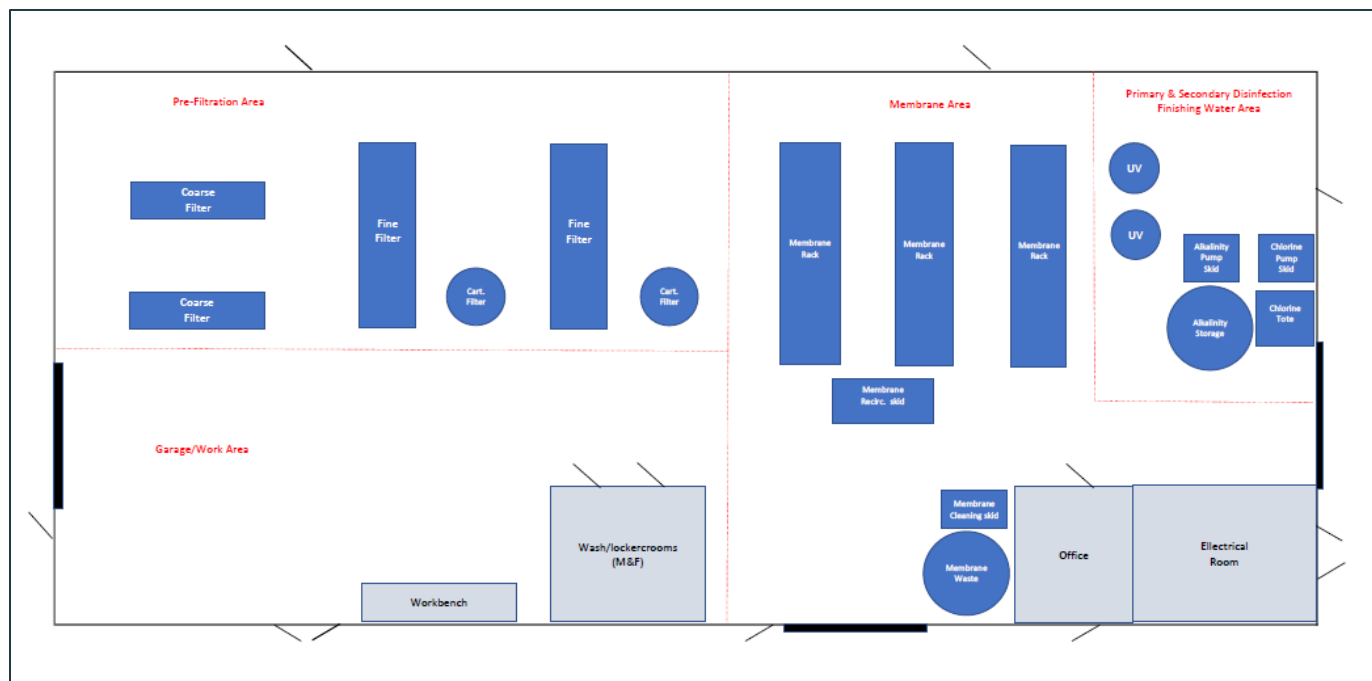 Pre-Filtration Area
Membrane Area
Primary & Secondary Disinfection
Finishing Water Area
Coarse
Filter
Coarse
Filter
Fine
Filter
Cart.
Filter
Fine
Filter
Cart.
Filter
Membrane
Rack
Membrane
Rack
Membrane
Rack
Membrane
Recirc. skid
UV
UV
Alkalinity
Pump
Skid
Chlorine
Pump
Skid
Alkalinity
Storage
Chlorine
Tote
Garage/Work Area
Wash/lockercrooms
(M&F)
Workbench
Membrane
Cleaning skid
Membrane
Waste
Office
Ellectrical
Room